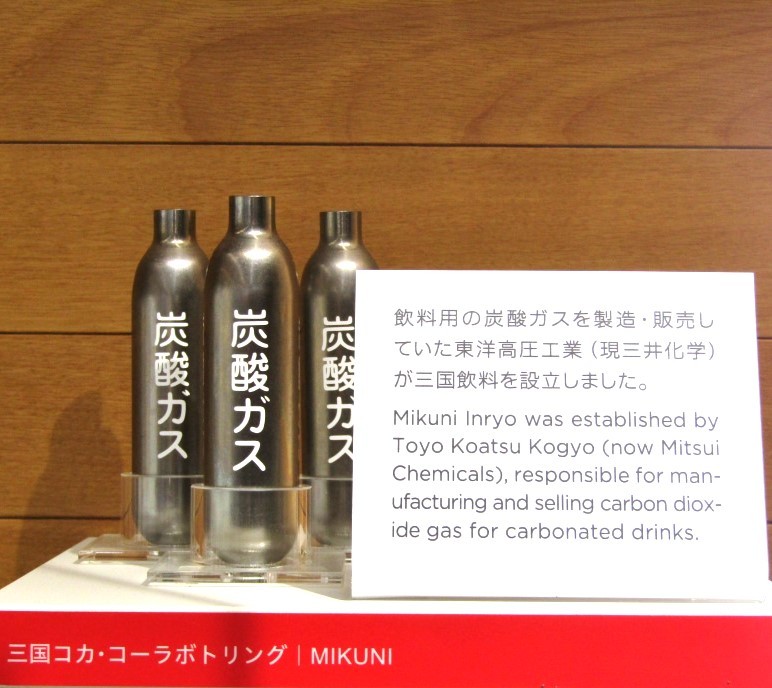 炭酸ガス
炭酸ガス
炭酸ガス
飲料用の炭酸ガスを製造・販売し
ていた東洋高圧工業（現三井化学）
が三国飲料を設立しました。
Mikuni Inryo was established by
Toyo Koatsu Kogyo (now Mitsui
Chemicals), responsible for man-
ufacturing and selling carbon diox-
ide gas for carbonated drinks.
三国コカ・コーラボトリング｜MIKUNI